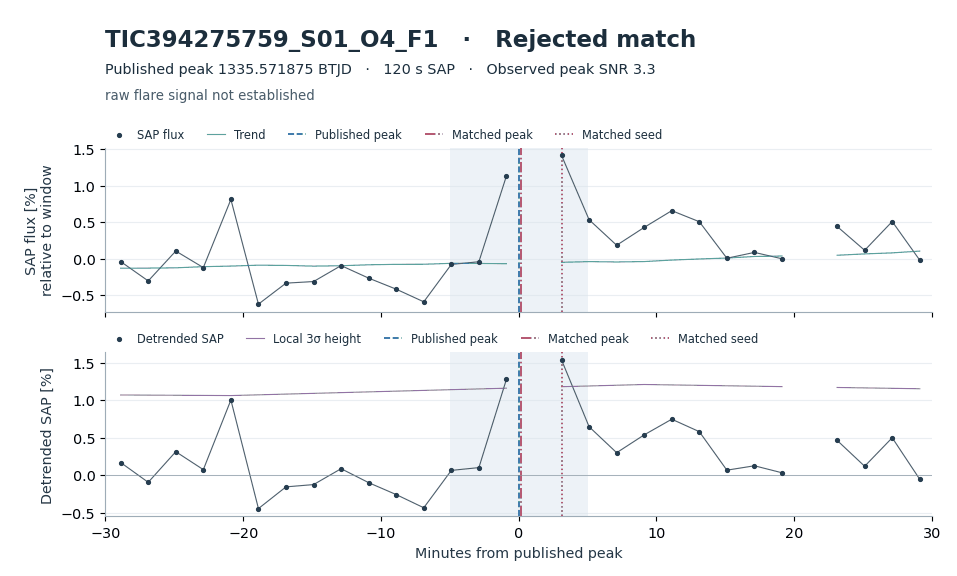 TIC394275759_S01_O4_F1 · Rejected match
Published peak 1335.571875 BTJD · 120 s SAP · Observed peak SNR 3.3
raw flare signal not established
SAP flux Trend Published peak Matched peak Matched seed
1.5
1.0
0.5
0.0
−0.5
SAP flux [%]
relative to window
Detrended SAP Local 3σ height Published peak Matched peak Matched seed
1.5
1.0
0.5
0.0
−0.5
Detrended SAP [%]
−30 −20 −10 0 10 20 30
Minutes from published peak